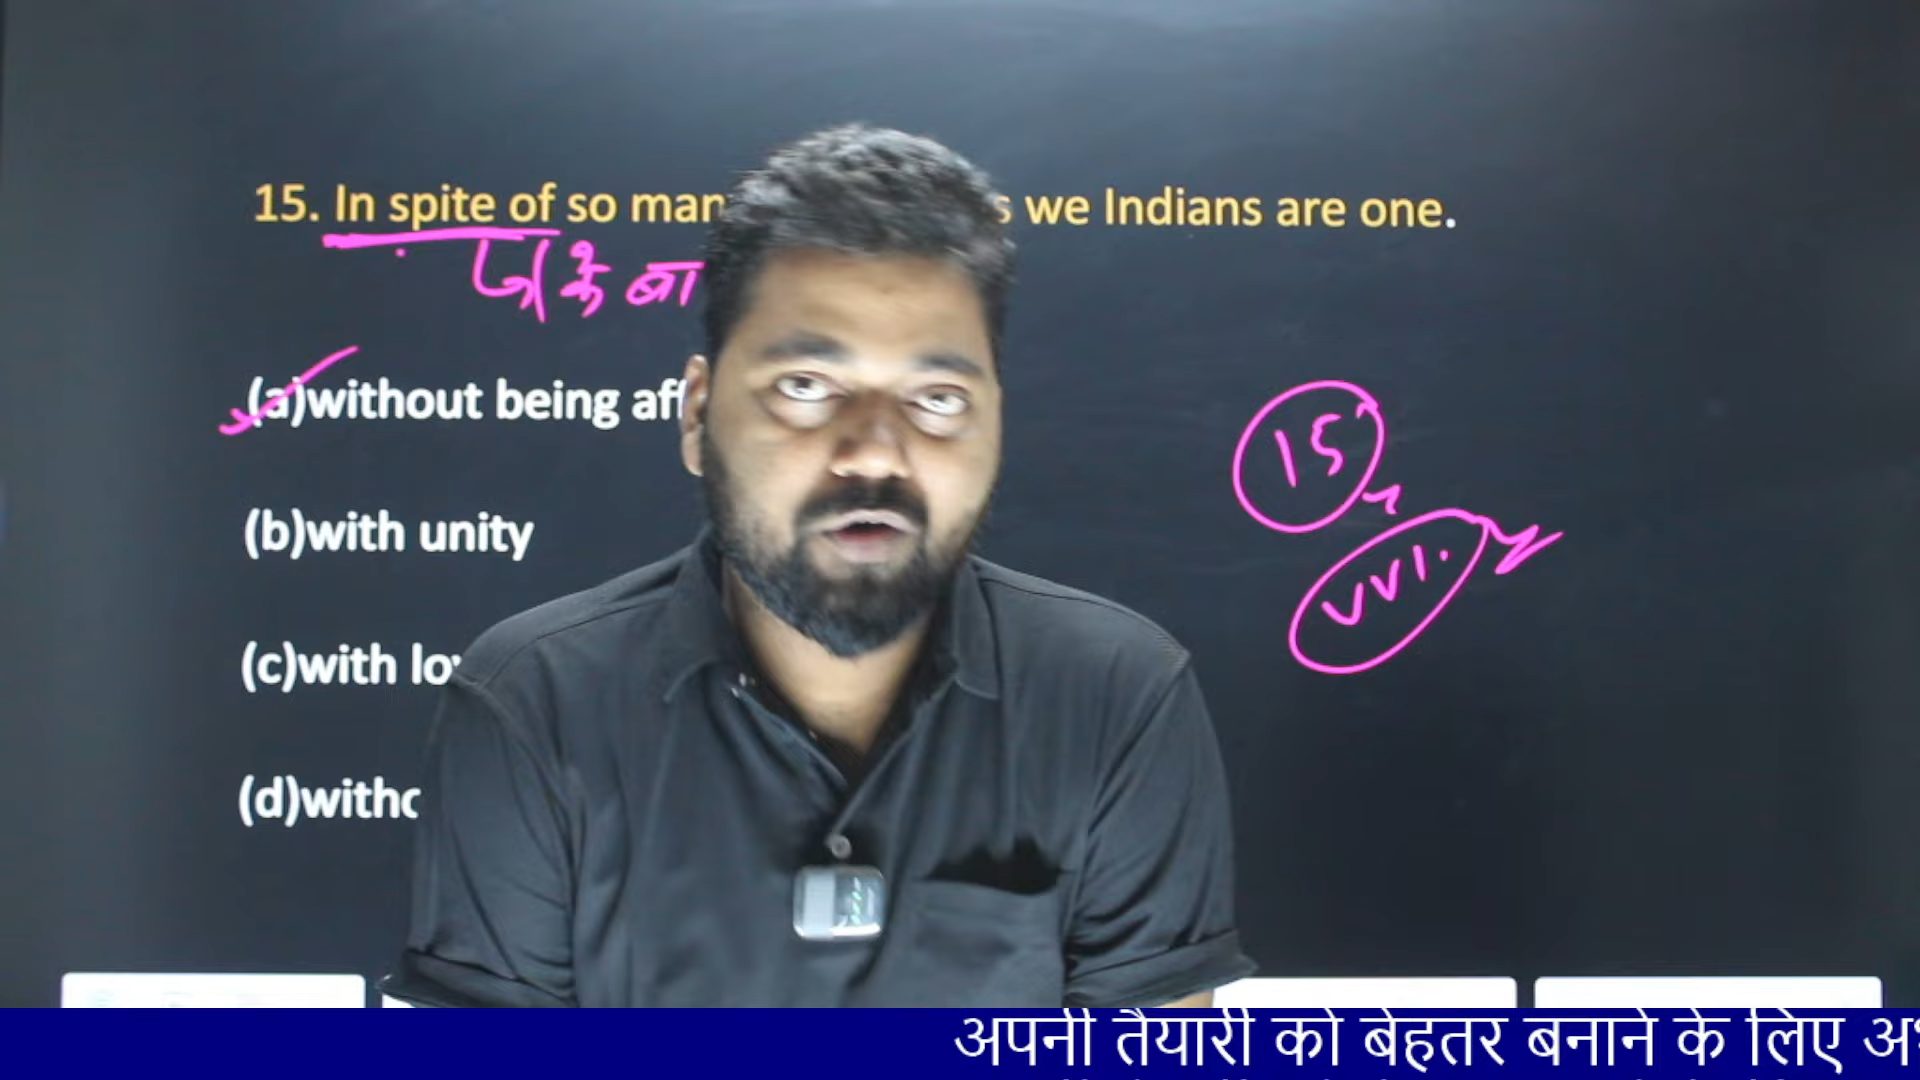 15. In spite of so man s we Indians are one.
के बा
(a)without being aff
(b)with unity
(c)with lo
(d)witho
15
VVI.
अपनी तैयारी को बेहतर बनाने के लिए